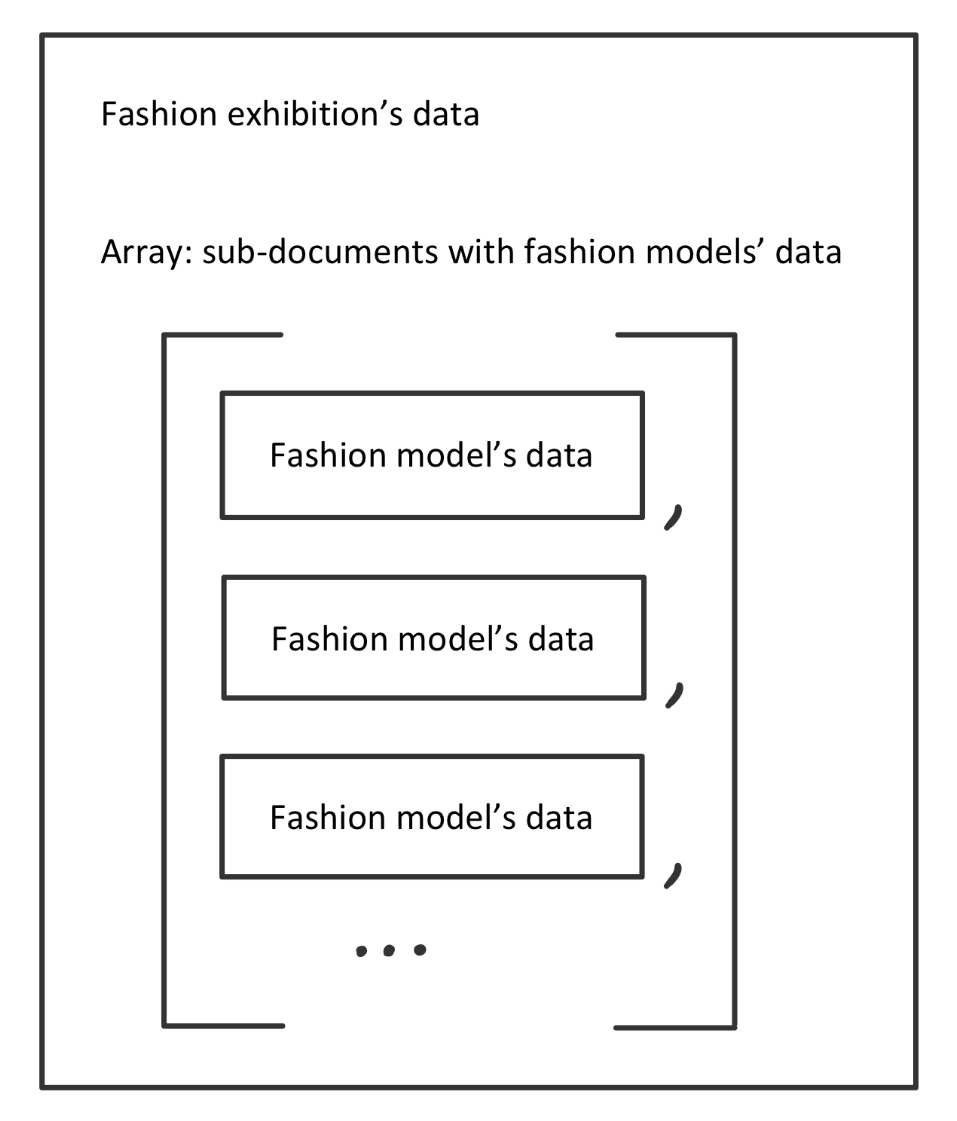 Fashion exhibition’s data
Array: sub-documents with fashion models’ data
Fashion model’s data
,
Fashion model’s data
,
Fashion model’s data
,
...